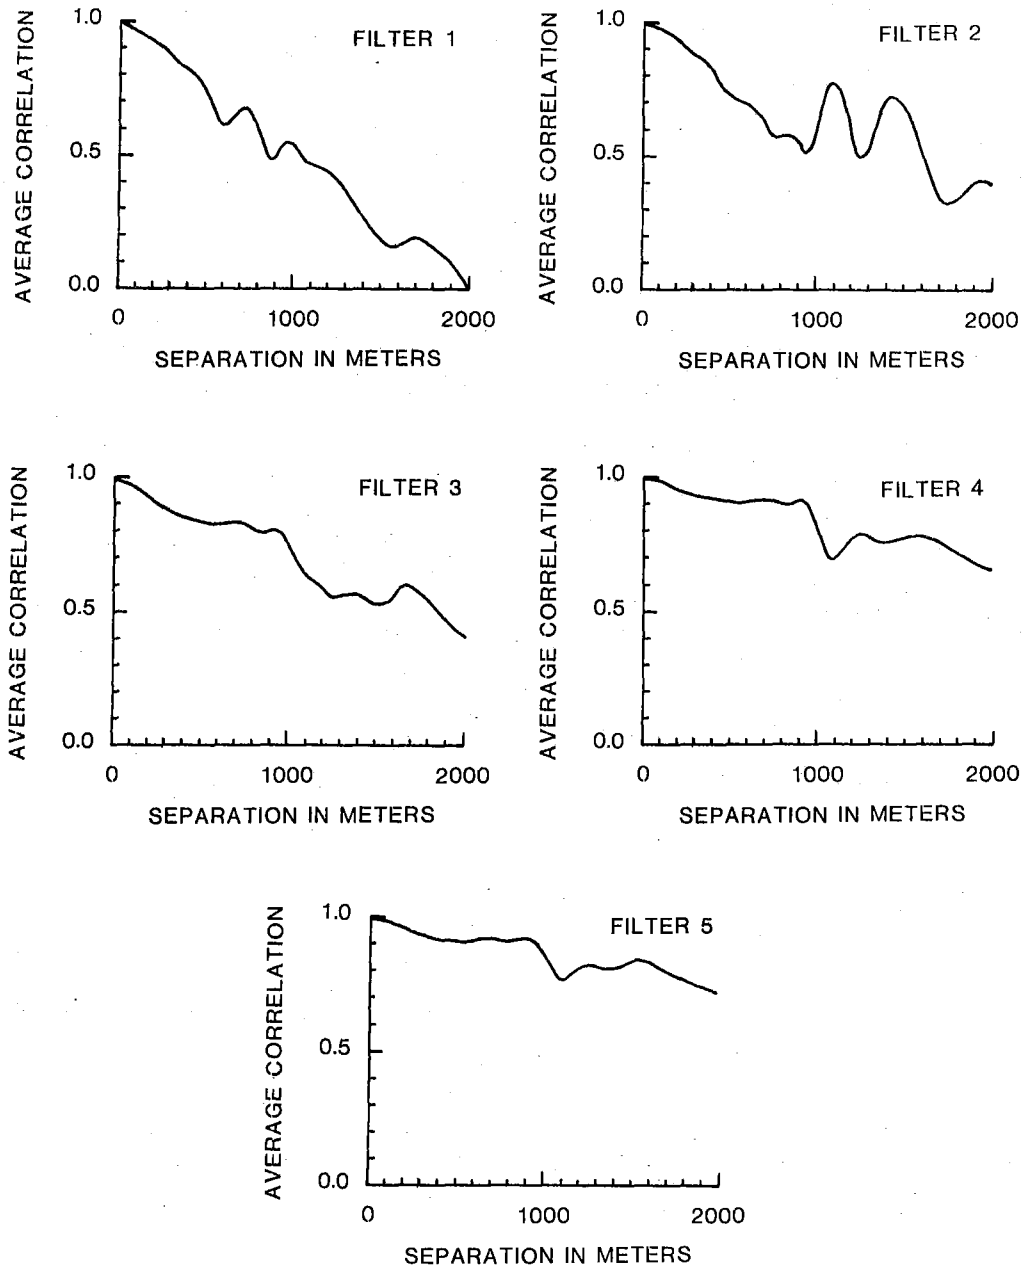 FILTER 1
AVERAGE CORRELATION
1.0
0.5
0.0
0 1000 2000
SEPARATION IN METERS
FILTER 2
AVERAGE CORRELATION
1.0
0.5
0.0
0 1000 2000
SEPARATION IN METERS
FILTER 3
AVERAGE CORRELATION
1.0
0.5
0.0
0 1000 2000
SEPARATION IN METERS
FILTER 4
AVERAGE CORRELATION
1.0
0.5
0.0
0 1000 2000
SEPARATION IN METERS
FILTER 5
AVERAGE CORRELATION
1.0
0.5
0.0
0 1000 2000
SEPARATION IN METERS